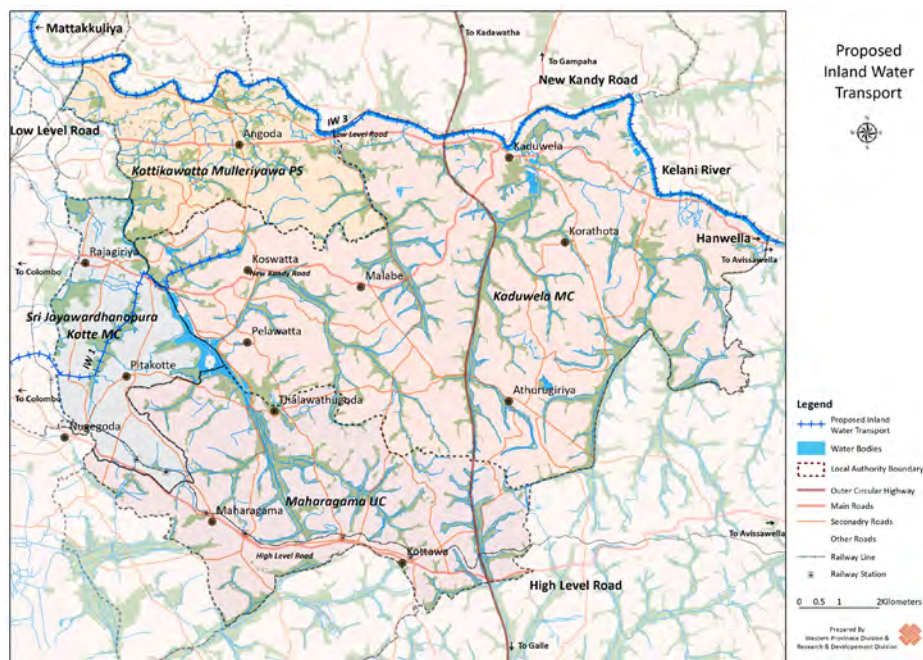 Proposed
Inland Water
Transport
Mattakkuliya
To Kadawatha
To Gampaha
New Kandy Road
Low Level Road
IW 3
Low Level Road
Angoda
Kaduwela
Kelani River
Kottikawatta Mulleriyawa PS
Korathota
Hanwella
To Avissawella
Rajagiriya
Koswatta
New Kandy Road
Malabe
To Colombo
Kaduwela MC
Sri Jayawardhanapura
Kotte MC
Pelawatta
IW 1
Pitakotte
To Colombo
Athurugiriya
Thalawathugoda
Nugegoda
Maharagama UC
Maharagama
To Avissawella
High Level Road
Kottawa
High Level Road
To Galle
Legend
Proposed Inland
Water Transport
Water Bodies
Local Authority Boundary
Outer Circular Highway
Main Roads
Seconadry Roads
Other Roads
Railway Line
Railway Station
0 0.5 1 2Kilometers
Prepared By
Western Province Division &
Research & Developement Division